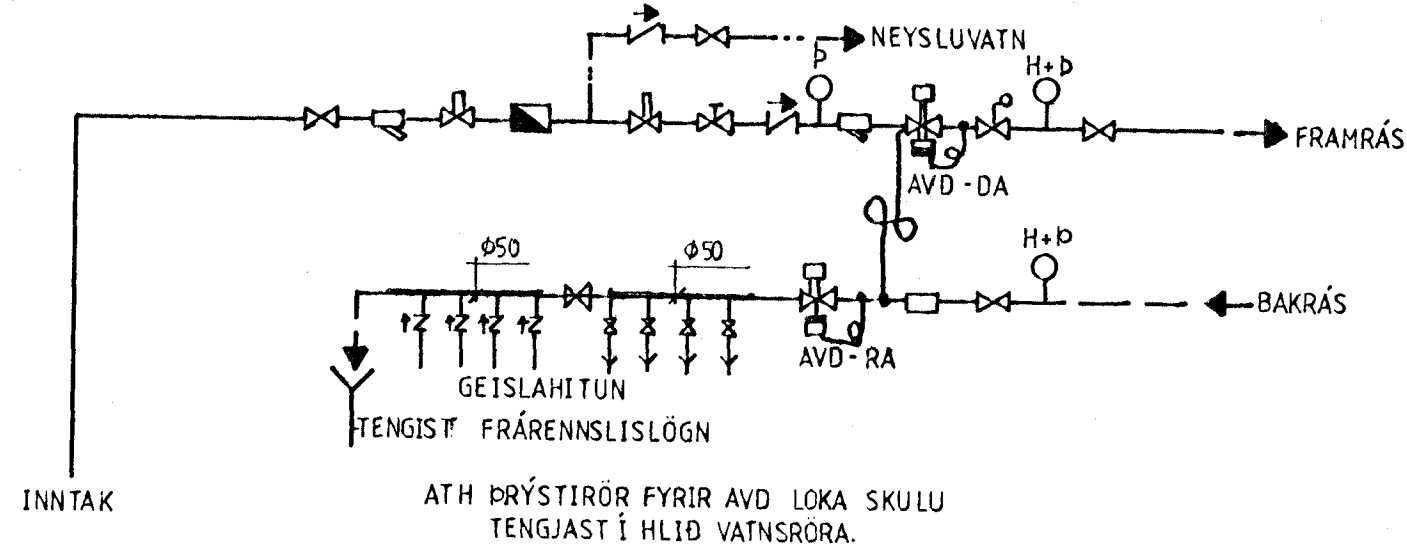 NEYSLUVATN
Þ
H+Þ
FRAMRÁS
AVD-DA
H+Þ
Ø50
Ø50
BAKRÁS
AVD-RA
GEISLAHITUN
TENGIST FRÁRENNSLISLÖGN
INNTAK
ATH ÞRÝSTIRÖR FYRIR AVD LOKA SKULU
TENGJAST Í HLIÐ VATNSRÖRA.